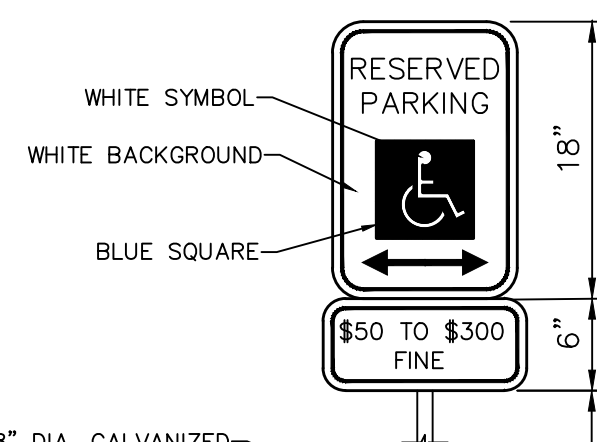 RESERVED
PARKING
WHITE SYMBOL
WHITE BACKGROUND
BLUE SQUARE
18"
$50 TO $300
FINE
6"
DIA. GALVANIZED